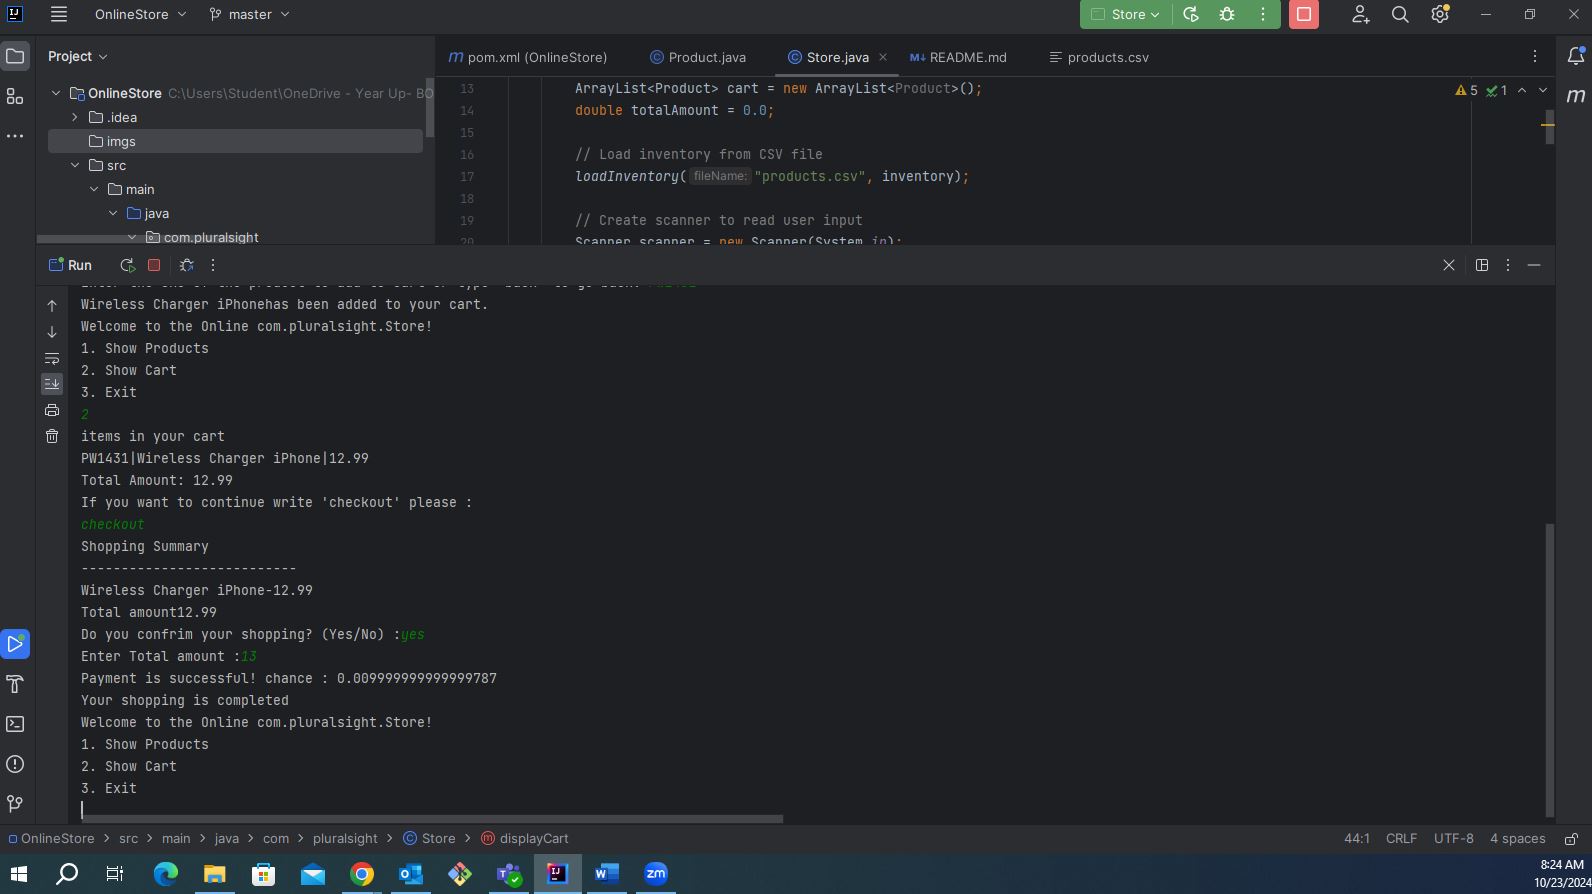 OnlineStore master Store
Project
pom.xml (OnlineStore) Product.java Store.java README.md products.csv
OnlineStore C:\Users\Student\OneDrive - Year Up- BO
.idea
imgs
src
main
java
com.pluralsight
13 ArrayList<Product> cart = new ArrayList<Product>();
14 double totalAmount = 0.0;
15
16 // Load inventory from CSV file
17 loadInventory( fileName: "products.csv", inventory);
18
19 // Create scanner to read user input
20 Scanner scanner = new Scanner(System.in);
5 1
Run
Wireless Charger iPhonehas been added to your cart.
Welcome to the Online com.pluralsight.Store!
1. Show Products
2. Show Cart
3. Exit
2
items in your cart
PW1431|Wireless Charger iPhone|12.99
Total Amount: 12.99
If you want to continue write 'checkout' please :
checkout
Shopping Summary
---------------------------
Wireless Charger iPhone-12.99
Total amount12.99
Do you confrim your shopping? (Yes/No) :yes
Enter Total amount :13
Payment is successful! chance : 0.009999999999999787
Your shopping is completed
Welcome to the Online com.pluralsight.Store!
1. Show Products
2. Show Cart
3. Exit
OnlineStore > src > main > java > com > pluralsight > Store > displayCart
44:1 CRLF UTF-8 4 spaces
8:24 AM
10/23/2024